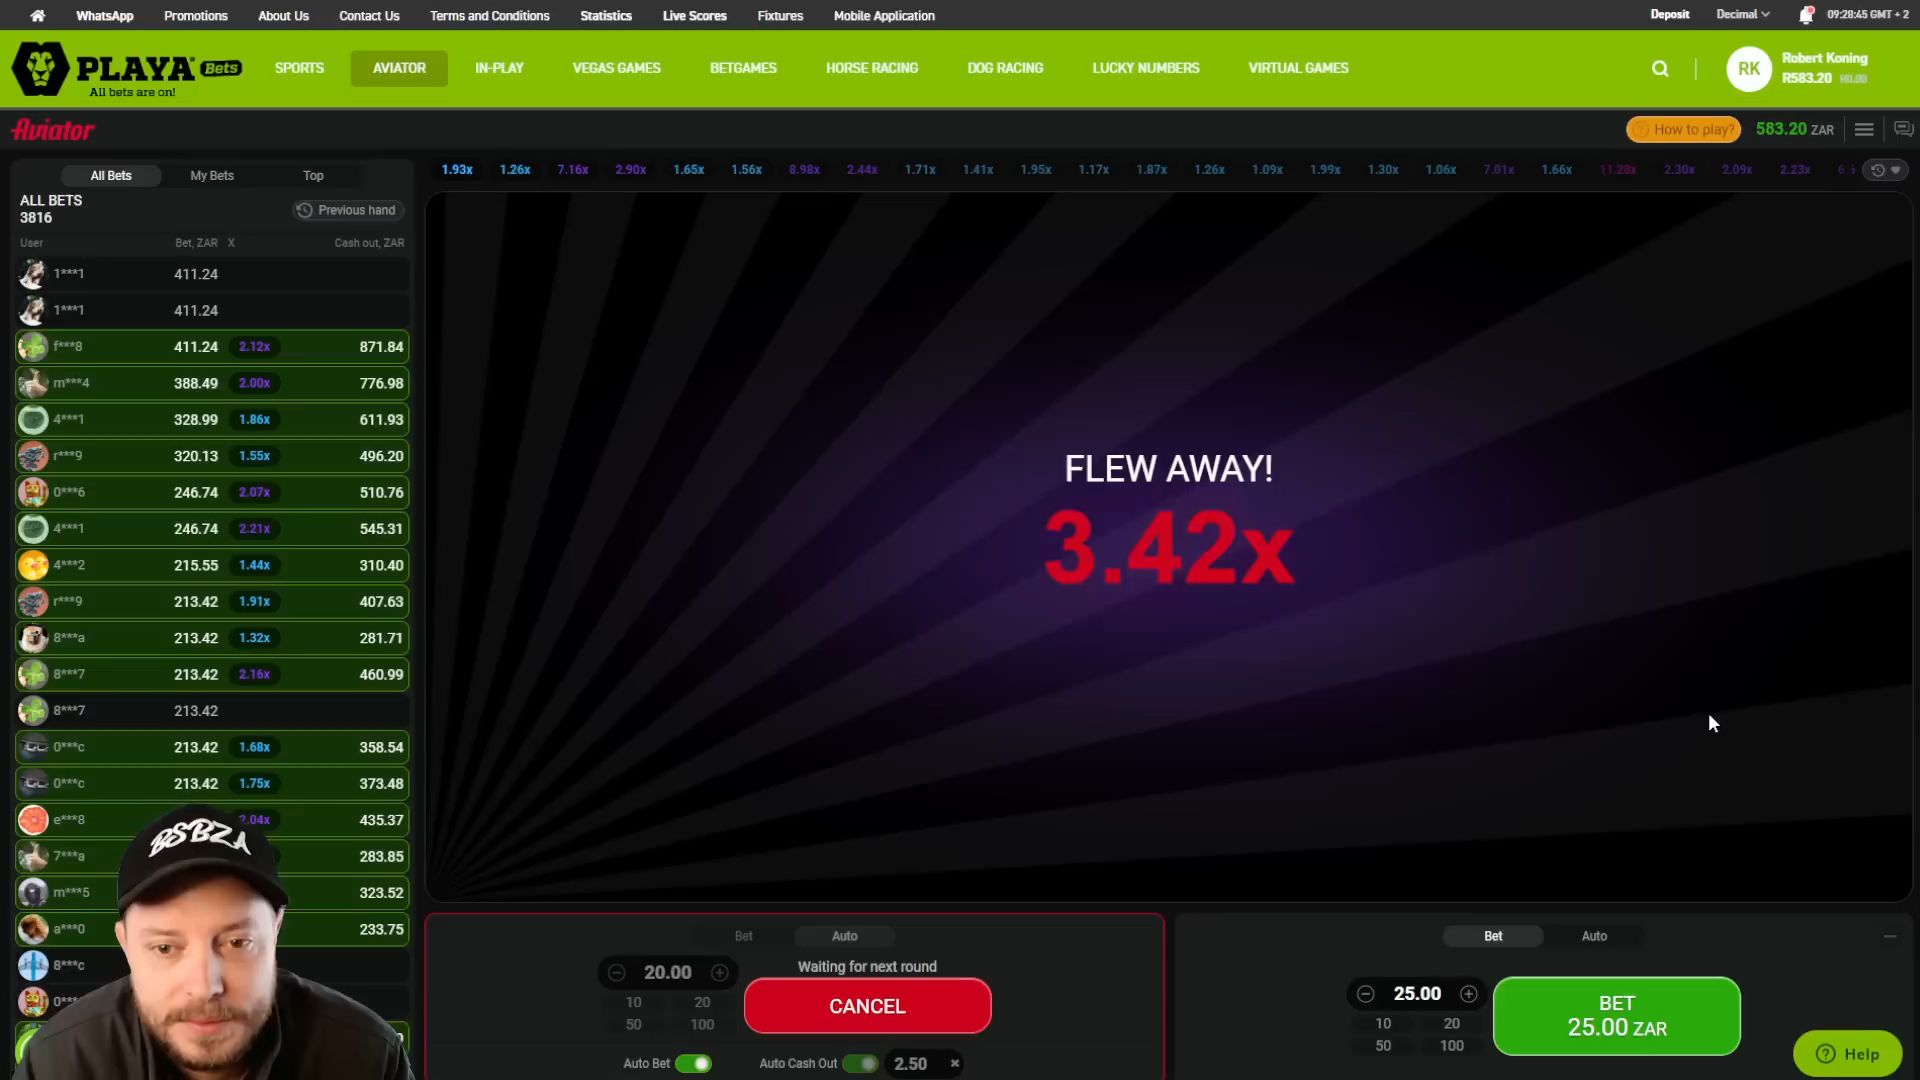 WhatsApp Promotions About Us Contact Us Terms and Conditions Statistics Live Scores Fixtures Mobile Application Deposit Decimal 09:28:45 GMT + 2
PLAYA Bets
All bets are on!
SPORTS AVIATOR IN-PLAY VEGAS GAMES BETGAMES HORSE RACING DOG RACING LUCKY NUMBERS VIRTUAL GAMES
RK
Robert Koning
R583.20 R0.00
Aviator
? How to play? 583.20 ZAR
All Bets My Bets Top
1.93x 1.26x 7.16x 2.90x 1.65x 1.56x 8.98x 2.44x 1.71x 1.41x 1.95x 1.17x 1.87x 1.26x 1.09x 1.99x 1.30x 1.06x 7.01x 1.66x 11.28x 2.30x 2.09x 2.23x
ALL BETS
3816
Previous hand
User Bet, ZAR X Cash out, ZAR
1***1 411.24
1***1 411.24
f***8 411.24 2.12x 871.84
m***4 388.49 2.00x 776.98
4***1 328.99 1.86x 611.93
r***9 320.13 1.55x 496.20
0***6 246.74 2.07x 510.76
4***1 246.74 2.21x 545.31
4***2 215.55 1.44x 310.40
r***9 213.42 1.91x 407.63
8***a 213.42 1.32x 281.71
8***7 213.42 2.16x 460.99
8***7 213.42
0***c 213.42 1.68x 358.54
0***c 213.42 1.75x 373.48
e***8 2.04x 435.37
7***a 283.85
m***5 323.52
a***0 233.75
8***c
0***
BSBZA
FLEW AWAY!
3.42x
Bet Auto
20.00
10 20
50 100
Waiting for next round
CANCEL
Auto Bet Auto Cash Out 2.50
Bet Auto
25.00
10 20
50 100
BET
25.00 ZAR
? Help